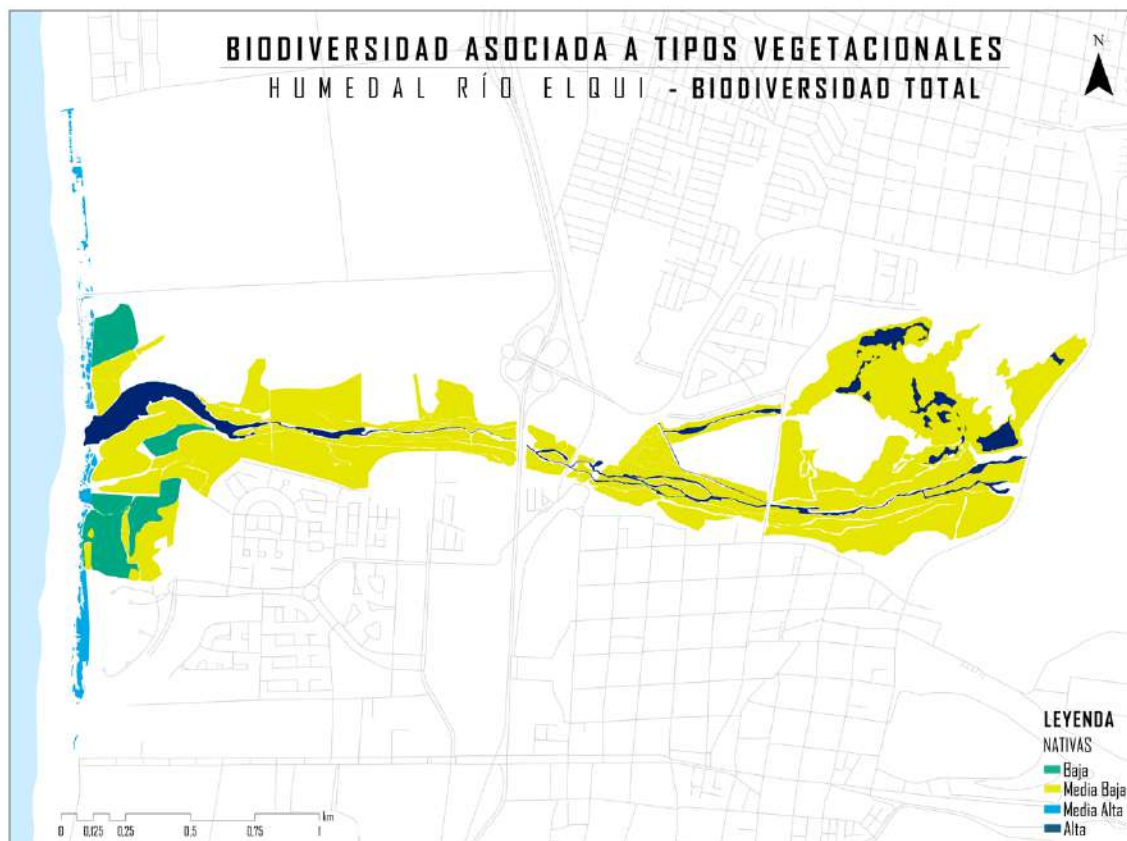 BIODIVERSIDAD ASOCIADA A TIPOS VEGETACIONALES
HUMEDAL RÍO ELQUI - BIODIVERSIDAD TOTAL
N
LEYENDA
NATIVAS
Baja
Media Baja
Media Alta
Alta
km
0 0,125 0,25 0,5 0,75 1